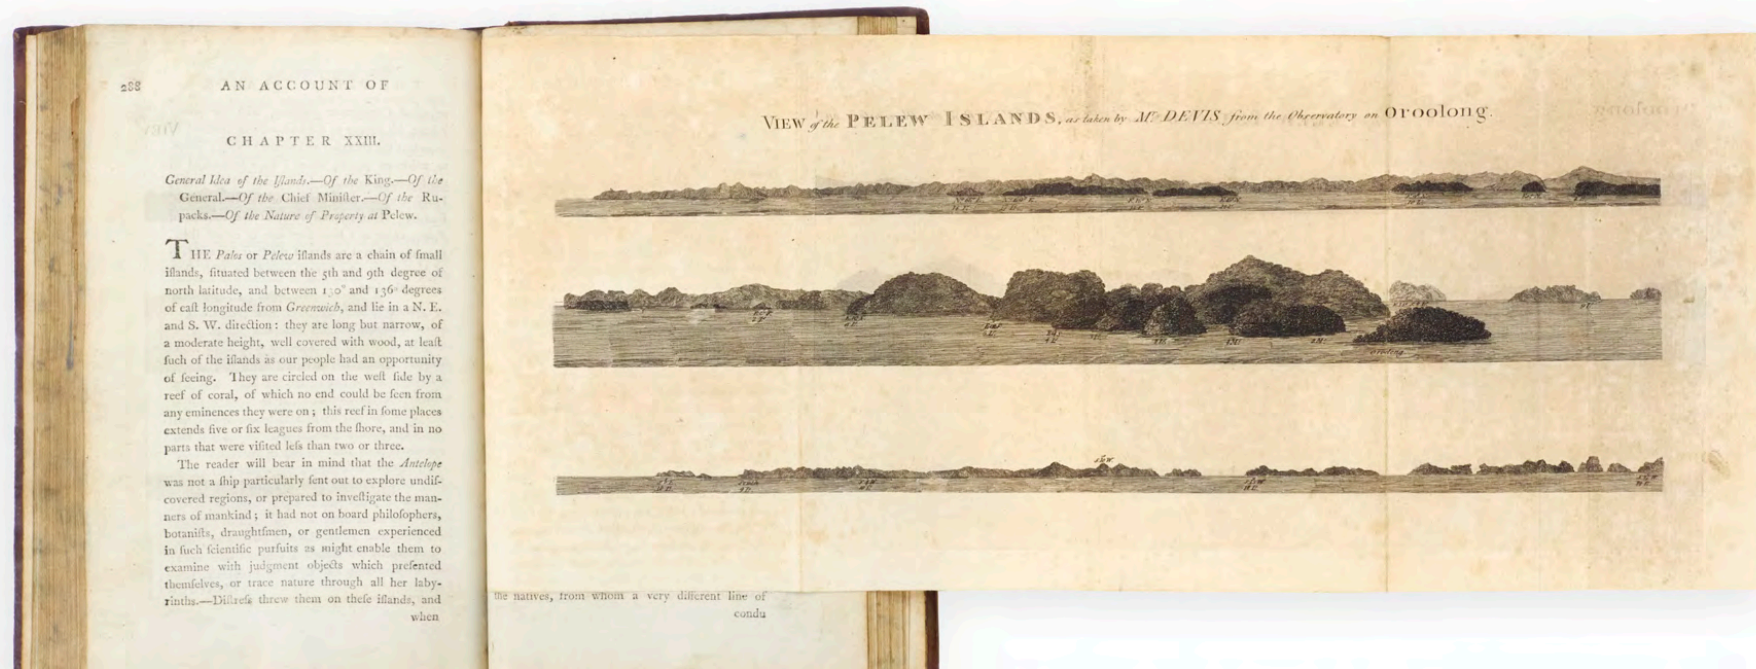 288
AN ACCOUNT OF
CHAPTER XXIII.
General Idea of the Iſlands.—Of the King.—Of the
General.—Of the Chief Miniſter.—Of the Ru-
packs.—Of the Nature of Property at Pelew.
THE Palos or Pelew iſlands are a chain of ſmall
iſlands, ſituated between the 5th and 9th degree of
north latitude, and between 130° and 136° degrees
of eaſt longitude from Greenwich, and lie in a N. E.
and S. W. direction: they are long but narrow, of
a moderate height, well covered with wood, at leaſt
ſuch of the iſlands as our people had an opportunity
of ſeeing. They are circled on the weſt ſide by a
reef of coral, of which no end could be ſeen from
any eminences they were on; this reef in ſome places
extends five or ſix leagues from the ſhore, and in no
parts that were viſited leſs than two or three.
The reader will bear in mind that the Antelope
was not a ſhip particularly ſent out to explore undiſ-
covered regions, or prepared to inveſtigate the man-
ners of mankind; it had not on board philoſophers,
botaniſts, draughtſmen, or gentlemen experienced
in ſuch ſcientific purſuits as might enable them to
examine with judgment objects which preſented
themſelves, or trace nature through all her laby-
rinths.—Diſtreſs threw them on theſe iſlands, and
when
VIEW of the PELEW ISLANDS, as taken by Mr. DEVIS from the Obſervatory on Oroolong.
Oroolong
the natives, from whom a very different line of
condu